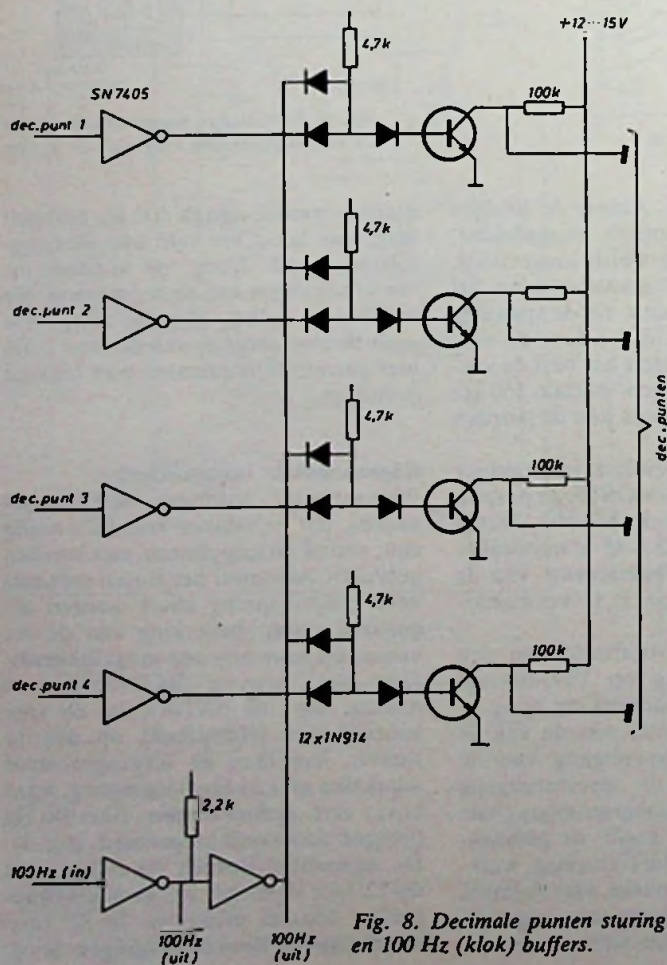 +12...15V
4,7k
SN7405
100k
dec.punt 1
4,7k
dec.punt 2
dec.punten
4,7k
100k
dec.punt 3
4,7k
100k
dec.punt 4
12x1N914
2,2k
100Hz (in)
100Hz
(uit)
100Hz
(uit)
Fig. 8. Decimale punten sturing
en 100 Hz (klok) buffers.